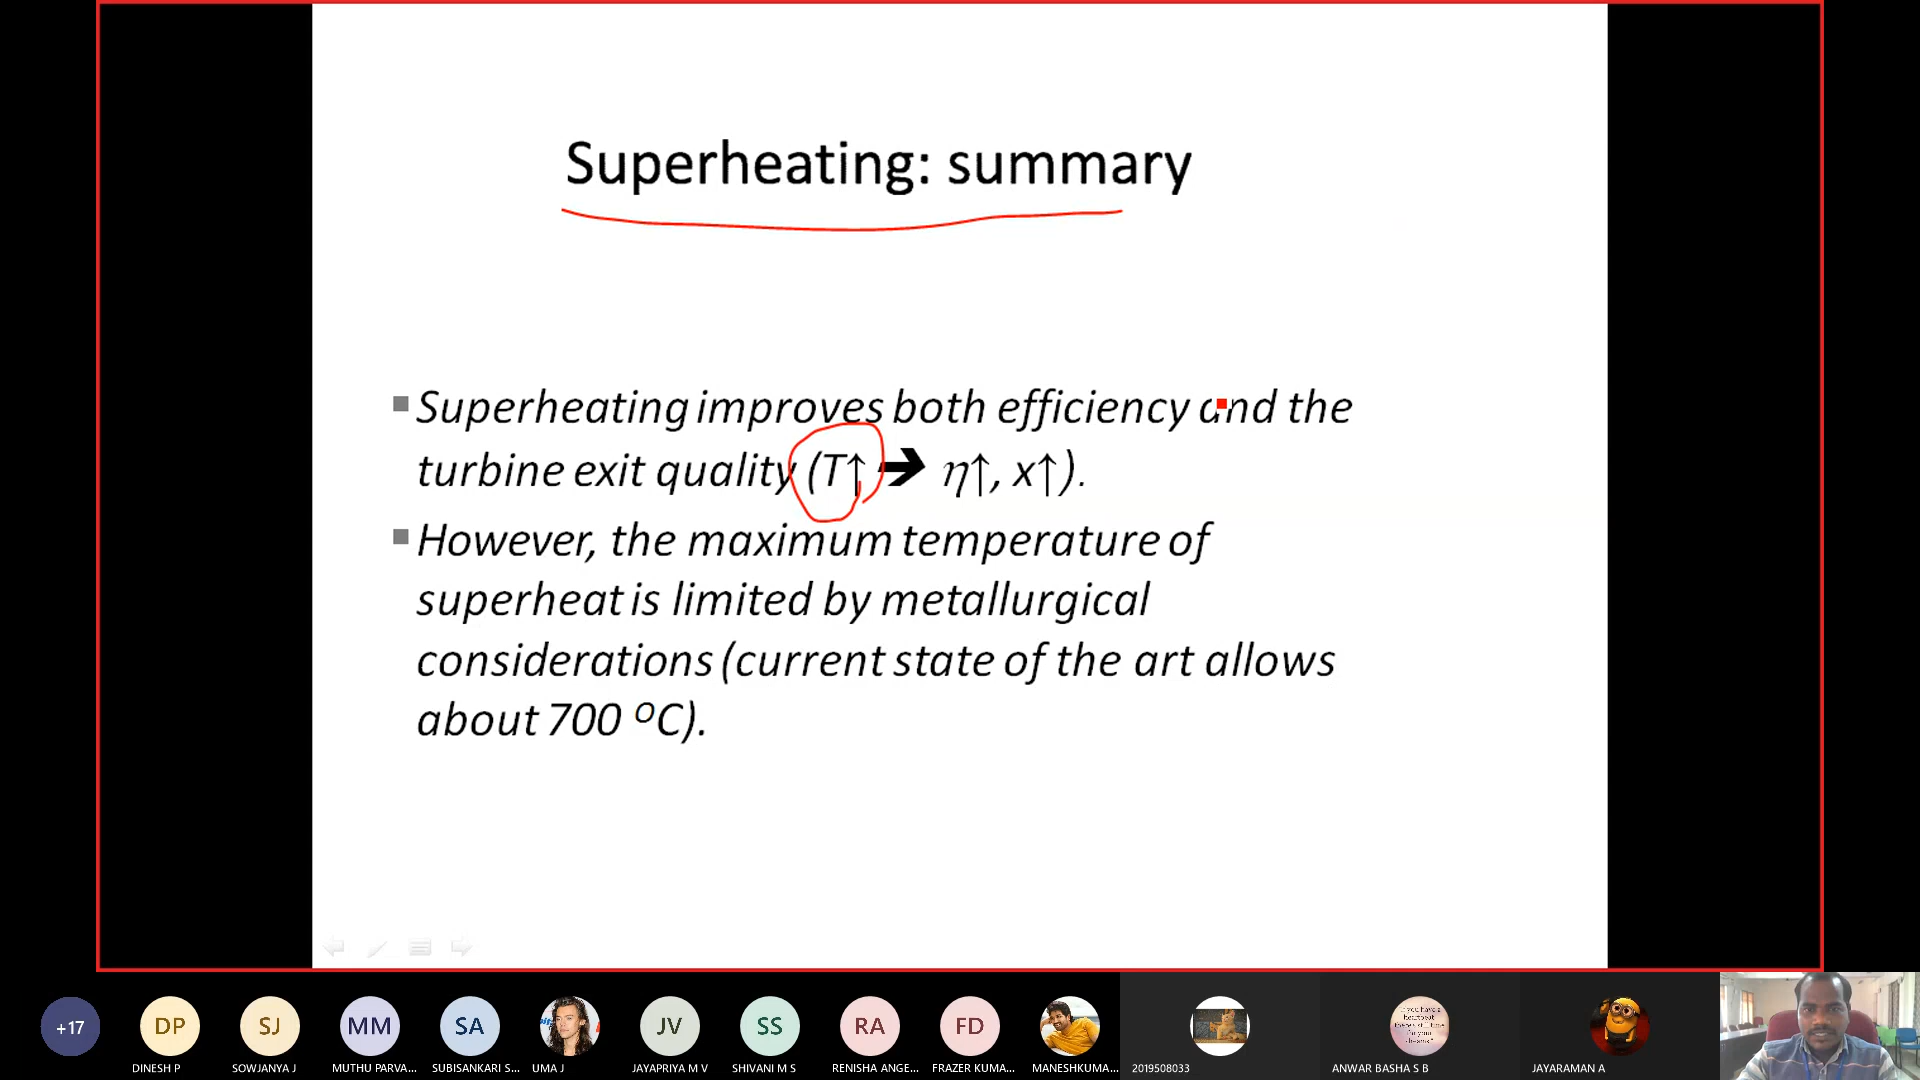 Superheating: summary
Superheating improves both efficiency and the
turbine exit quality (T↑ ➔ η↑, x↑).
However, the maximum temperature of
superheat is limited by metallurgical
considerations (current state of the art allows
about 700 ºC).
+17
DP
SJ
MM
SA
JV
SS
RA
FD
DINESH P
SOWJANYA J
MUTHU PARVA...
SUBISANKARI S...
UMA J
JAYAPRIYA M V
SHIVANI M S
RENISHA ANGE...
FRAZER KUMA...
MANESHKUMA...
2019508033
ANWAR BASHA S B
JAYARAMAN A